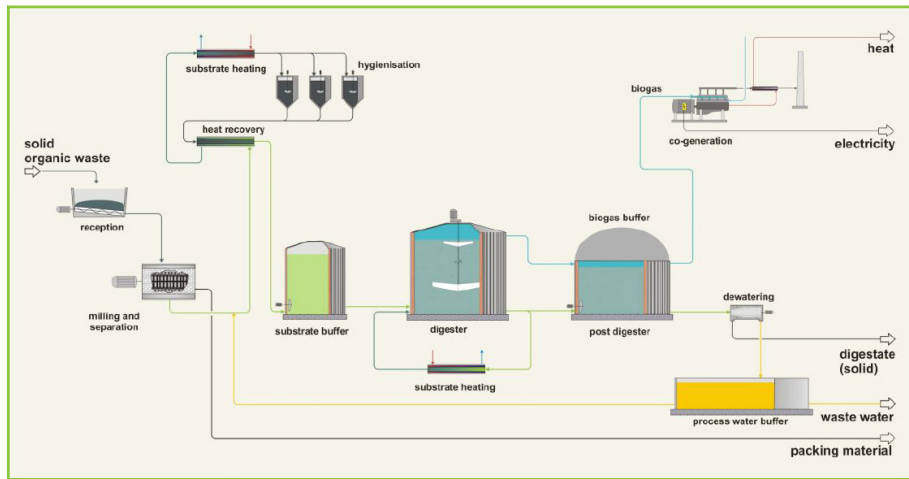 heat
substrate heating
hygienisation
biogas
heat recovery
co-generation
electricity
solid
organic waste
reception
biogas buffer
milling and
separation
substrate buffer
digester
post digester
dewatering
substrate heating
digestate
(solid)
process water buffer
waste water
packing material